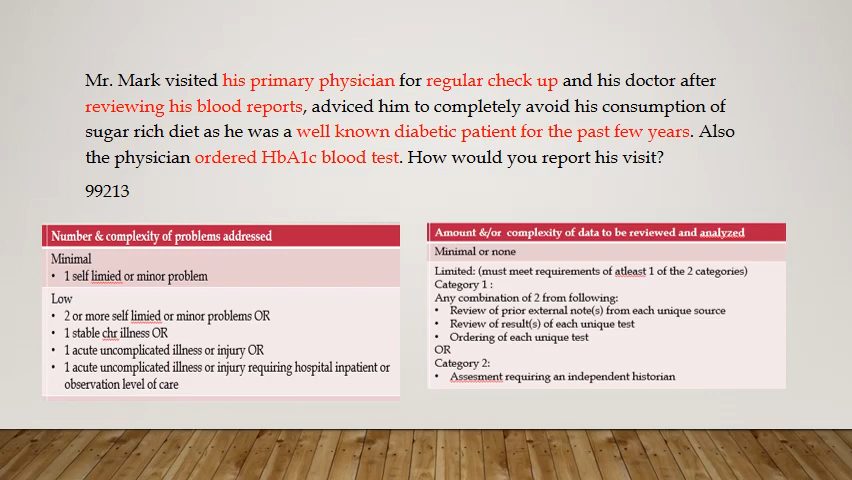 Mr. Mark visited his primary physician for regular check up and his doctor after
reviewing his blood reports, adviced him to completely avoid his consumption of
sugar rich diet as he was a well known diabetic patient for the past few years. Also
the physician ordered HbA1c blood test. How would you report his visit?
99213
Number & complexity of problems addressed
Minimal
• 1 self limied or minor problem
Low
• 2 or more self limied or minor problems OR
• 1 stable chr illness OR
• 1 acute uncomplicated illness or injury OR
• 1 acute uncomplicated illness or injury requiring hospital inpatient or
observation level of care
Amount &/or complexity of data to be reviewed and analyzed
Minimal or none
Limited: (must meet requirements of atleast 1 of the 2 categories)
Category 1 :
Any combination of 2 from following:
• Review of prior external note(s) from each unique source
• Review of result(s) of each unique test
• Ordering of each unique test
OR
Category 2:
• Assesment requiring an independent historian